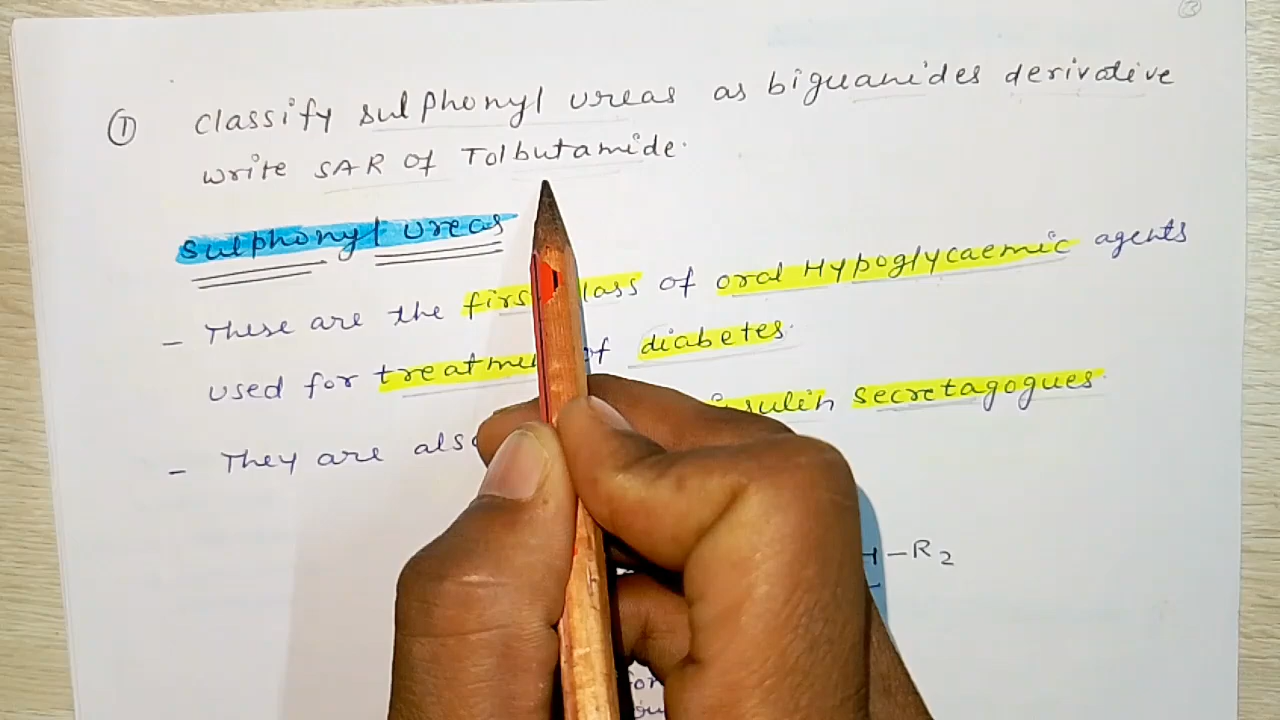 ① classify sulphonyl ureas as biguanides derivative
write SAR of Tolbutamide.
sulphonyl ureas
- These are the first class of oral Hypoglycaemic agents
used for treatment of diabetes.
- They are also insulin secretagogues.
-R2